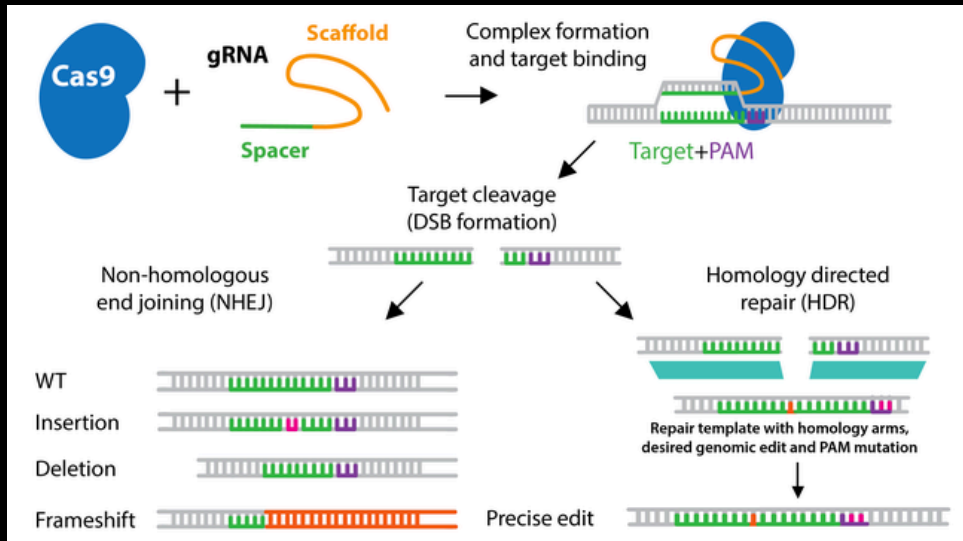 Cas9
+
gRNA
Scaffold
Spacer
Complex formation
and target binding
Target+PAM
Target cleavage
(DSB formation)
Non-homologous
end joining (NHEJ)
WT
Insertion
Deletion
Frameshift
Homology directed
repair (HDR)
Repair template with homology arms,
desired genomic edit and PAM mutation
Precise edit